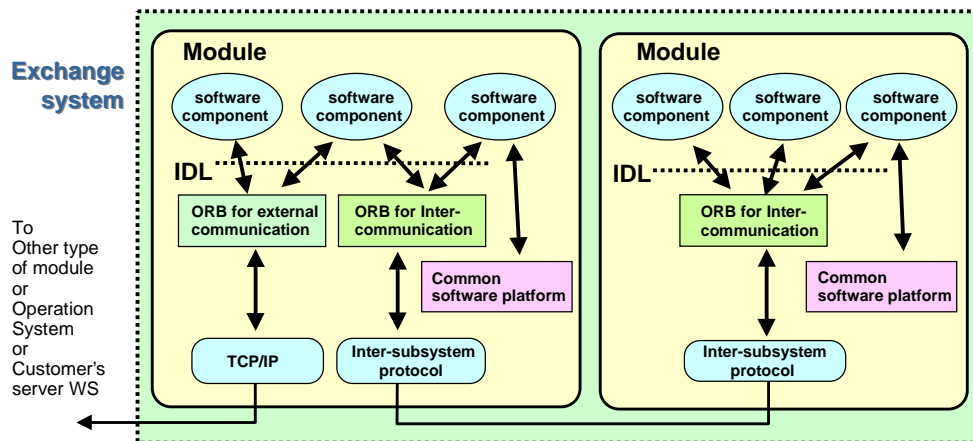 Exchange
system
Module
software
component
software
component
software
component
IDL
ORB for external
communication
ORB for Inter-
communication
Common
software platform
TCP/IP
Inter-subsystem
protocol
Module
software
component
software
component
software
component
IDL
ORB for Inter-
communication
Common
software platform
Inter-subsystem
protocol
To
Other type
of module
or
Operation
System
or
Customer's
server WS